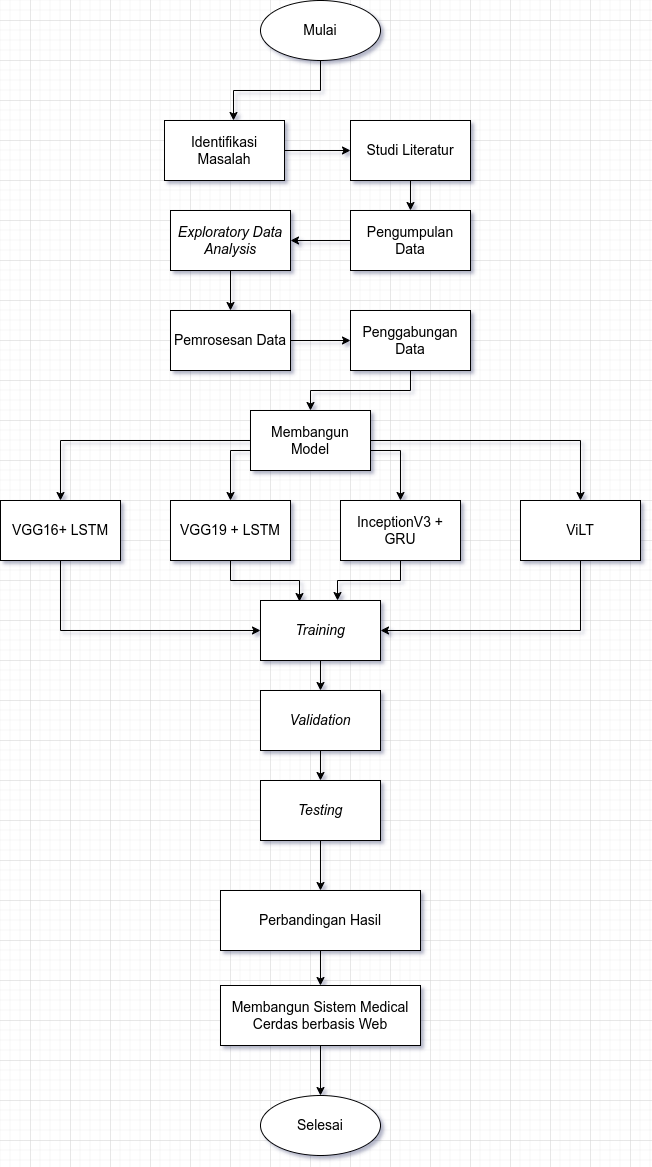 Mulai
Identifikasi
Masalah
Studi Literatur
Pengumpulan
Data
Exploratory Data
Analysis
Pemrosesan Data
Penggabungan
Data
Membangun
Model
VGG16+ LSTM
VGG19 + LSTM
InceptionV3 +
GRU
ViLT
Training
Validation
Testing
Perbandingan Hasil
Membangun Sistem Medical
Cerdas berbasis Web
Selesai